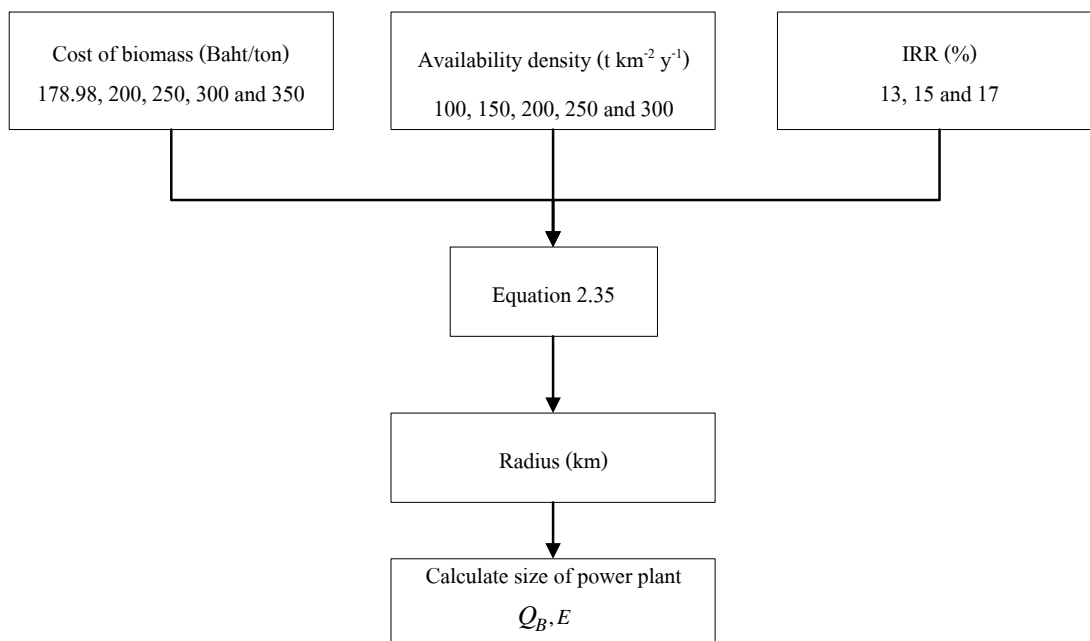 Cost of biomass (Baht/ton)
178.98, 200, 250, 300 and 350
Availability density (t km⁻² y⁻¹)
100, 150, 200, 250 and 300
IRR (%)
13, 15 and 17
Equation 2.35
Radius (km)
Calculate size of power plant
Q_B, E